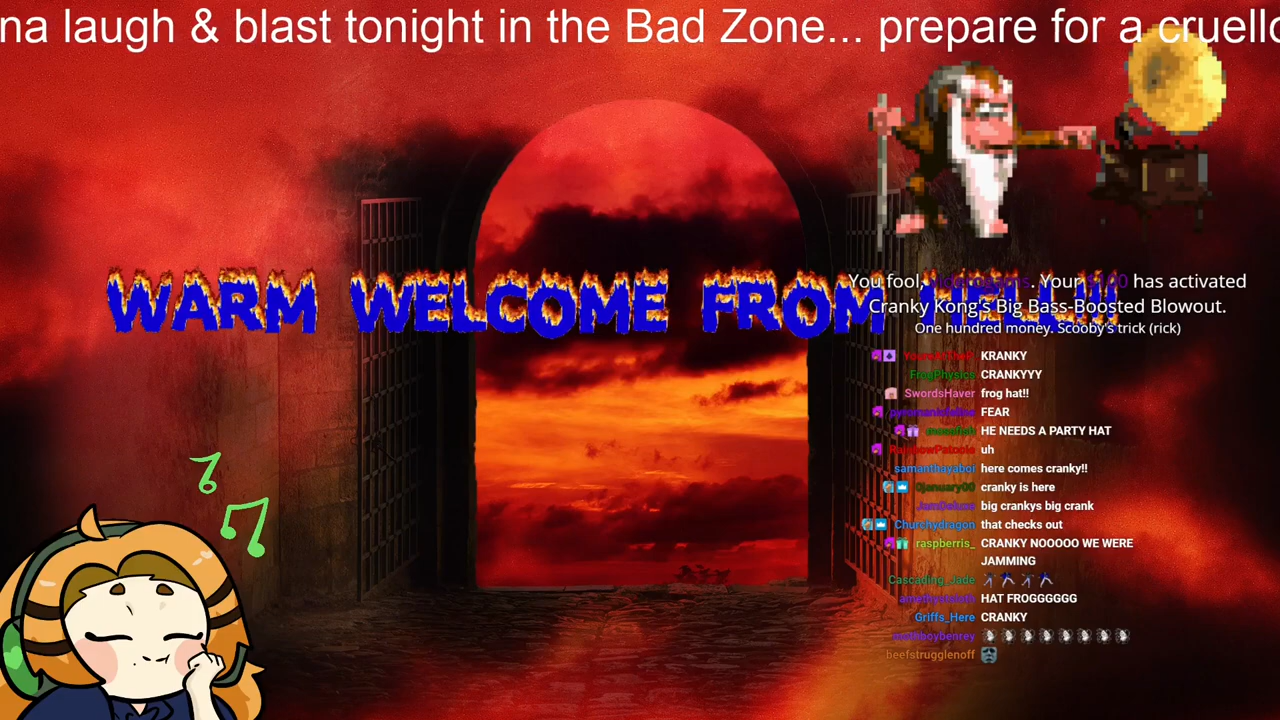 na laugh & blast tonight in the Bad Zone... prepare for a cruello
WARM WELCOME FROM
You fool, . Your has activated
Cranky Kong's Big Bass-Boosted Blowout.
One hundred money. Scooby's trick (rick)
KRANKY
FrogPhysics CRANKYYY
SwordsHaver frog hat!!
FEAR
HE NEEDS A PARTY HAT
uh
here comes cranky!!
0january00 cranky is here
big crankys big crank
Churchydragon that checks out
raspberris_ CRANKY NOOOOO WE WERE
JAMMING
Cascading_Jade
HAT FROGGGGGG
Griffs_Here CRANKY
beefstrugglenoff